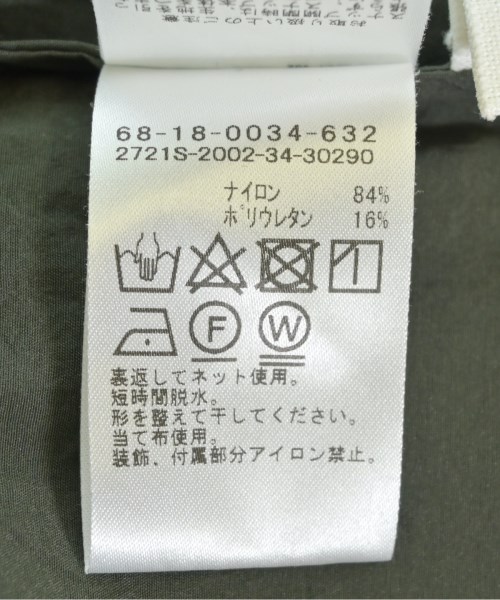 68-18-0034-632
2721S-2002-34-30290
ナイロン 84%
ポリウレタン 16%
F W
裏返してネット使用。
短時間脱水。
形を整えて干してください。
当て布使用。
装飾、付属部分アイロン禁止。